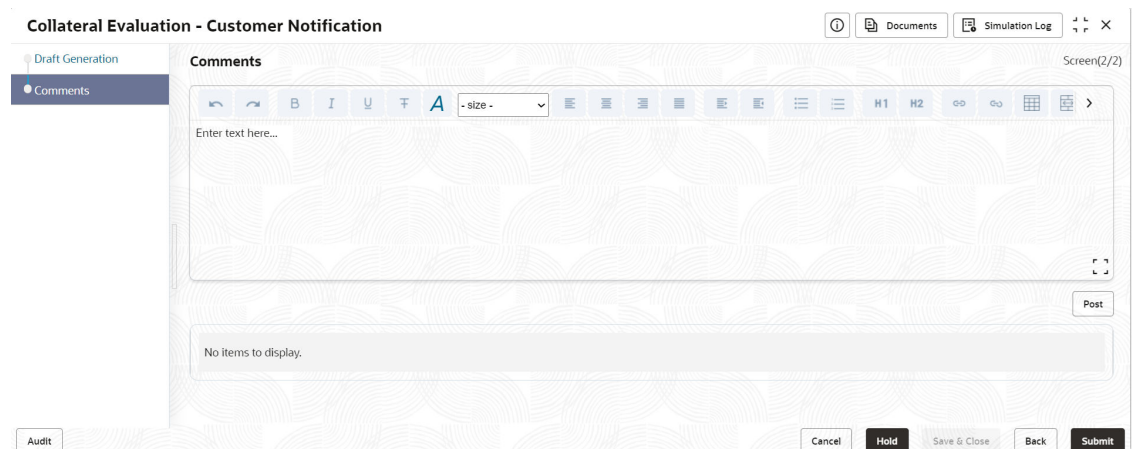 Collateral Evaluation - Customer Notification
Documents
Simulation Log
Draft Generation
Comments
Comments
Screen(2/2)
B I U T A - size - H1 H2
Enter text here...
Post
No items to display.
Audit
Cancel
Hold
Save & Close
Back
Submit